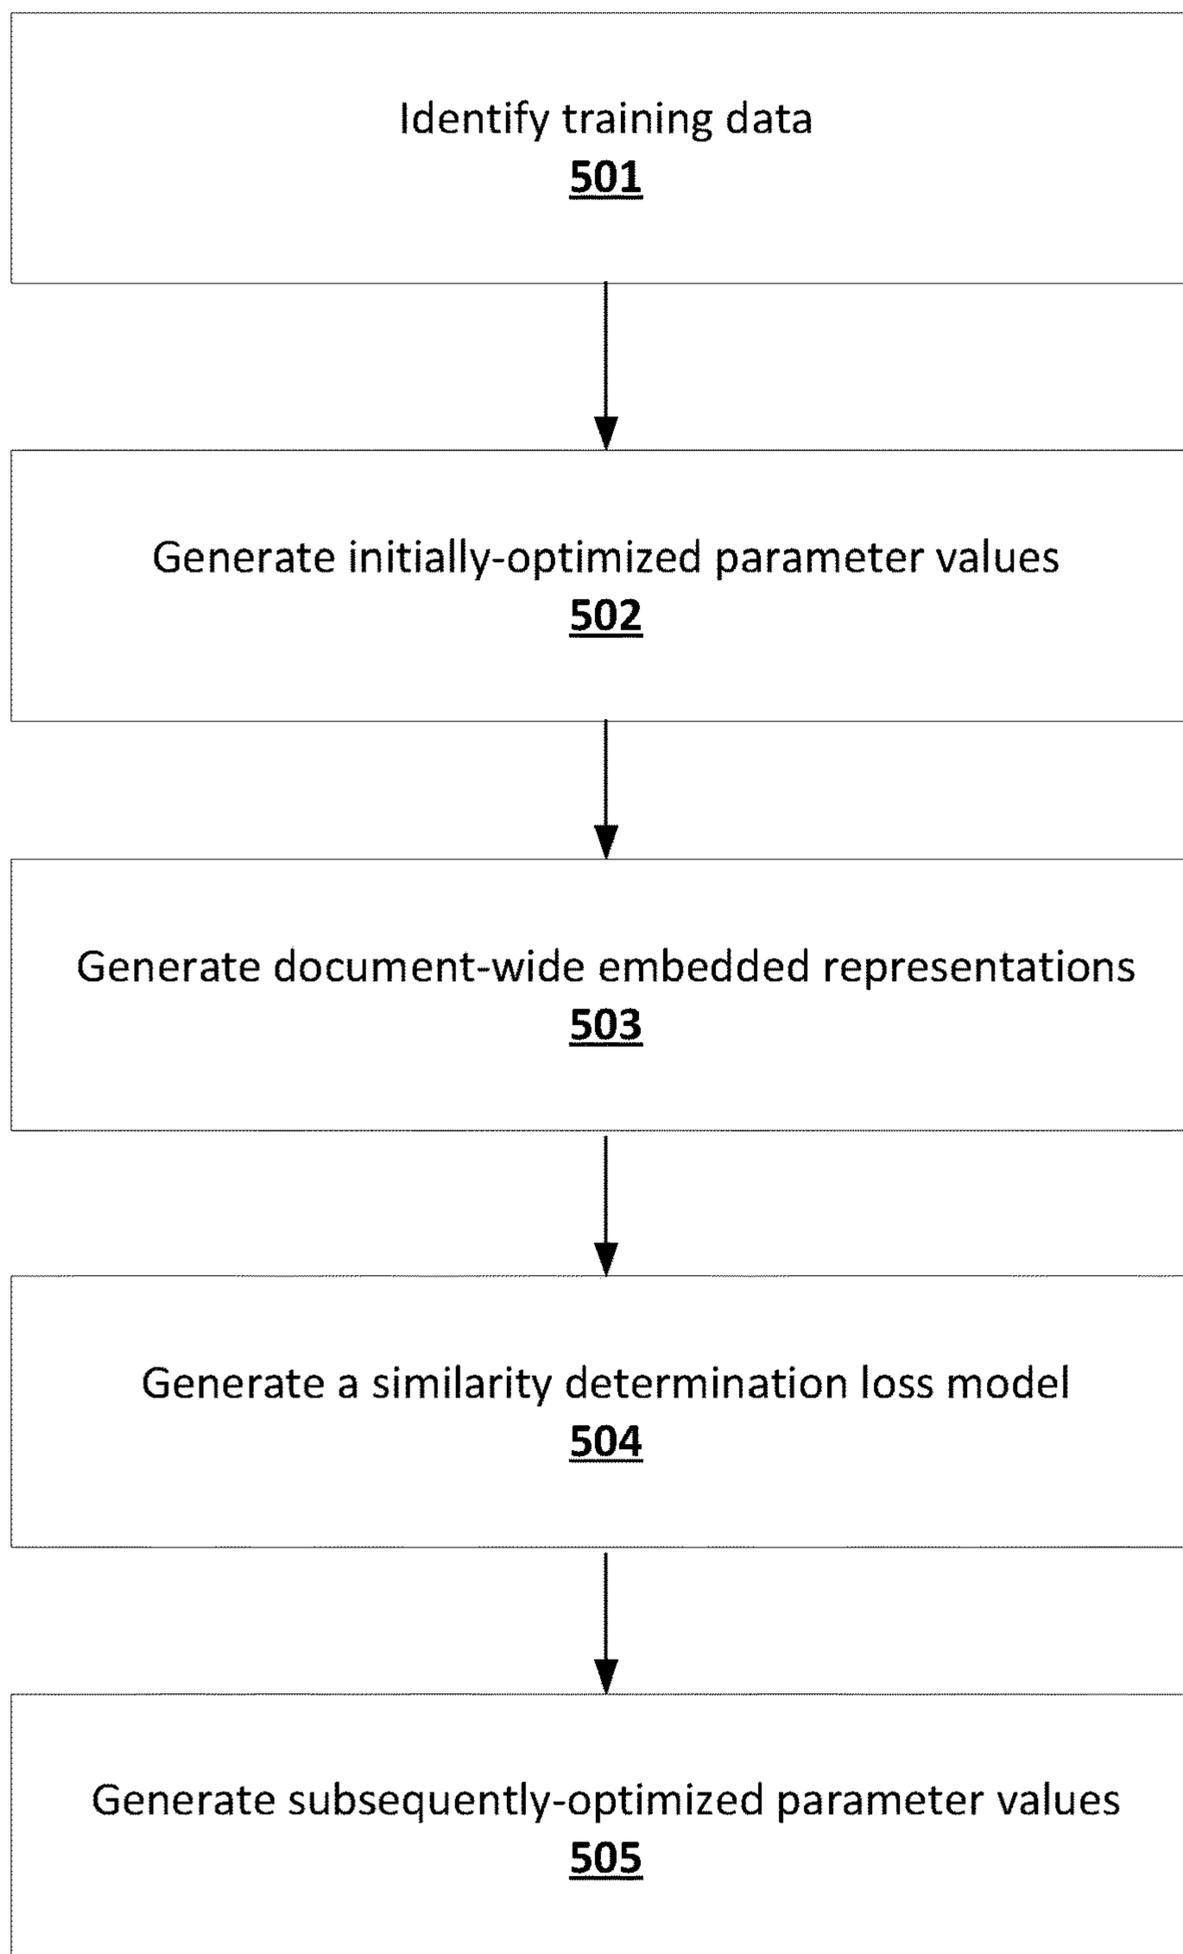 Identify training data
501
Generate initially-optimized parameter values
502
Generate document-wide embedded representations
503
Generate a similarity determination loss model
504
Generate subsequently-optimized parameter values
505